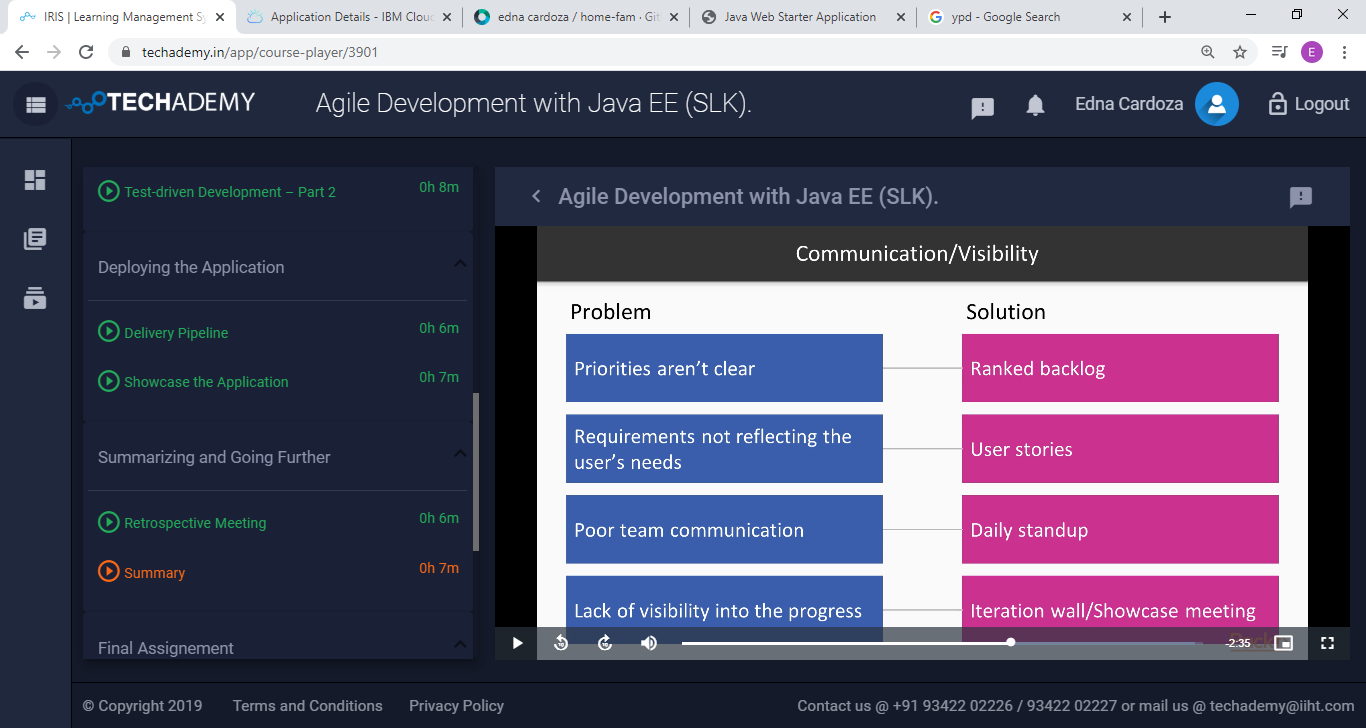 IRIS | Learning Management Sy
Application Details - IBM Cloud
edna cardoza / home-fam · Git
Java Web Starter Application
ypd - Google Search
techademy.in/app/course-player/3901
E
TECHADEMY
Agile Development with Java EE (SLK).
Edna Cardoza
Logout
Test-driven Development – Part 2
0h 8m
Deploying the Application
Delivery Pipeline
0h 6m
Showcase the Application
0h 7m
Summarizing and Going Further
Retrospective Meeting
0h 6m
Summary
0h 7m
Final Assignement
Agile Development with Java EE (SLK).
Communication/Visibility
Problem
Solution
Priorities aren't clear
Ranked backlog
Requirements not reflecting the
user's needs
User stories
Poor team communication
Daily standup
Lack of visibility into the progress
Iteration wall/Showcase meeting
10
10
-2:35
© Copyright 2019
Terms and Conditions
Privacy Policy
Contact us @ +91 93422 02226 / 93422 02227 or mail us @ techademy@iiht.com